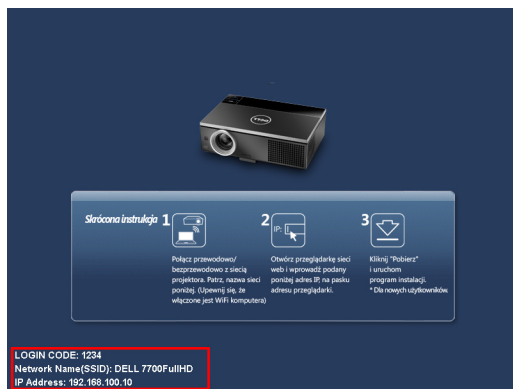 DELL
Skrócona instrukcja 1 2 3
IP:
Połącz przewodowo/
bezprzewodowo z siecią
projektora. Patrz, nazwa sieci
poniżej. (Upewnij się, że
włączone jest WiFi komputera)
Otwórz przeglądarkę sieci
web i wprowadź podany
poniżej adres IP, na pasku
adresu przeglądarki.
Kliknij "Pobierz"
i uruchom
program instalacji.
* Dla nowych użytkowników.
LOGIN CODE: 1234
Network Name(SSID): DELL 7700FullHD
IP Address: 192.168.100.10